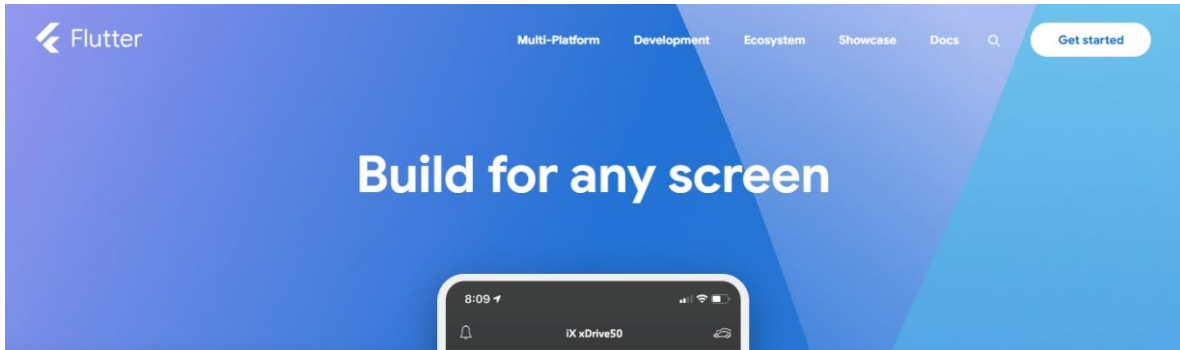 Flutter
Multi-Platform Development Ecosystem Showcase Docs Get started
Build for any screen
8:09
iX xDrive50